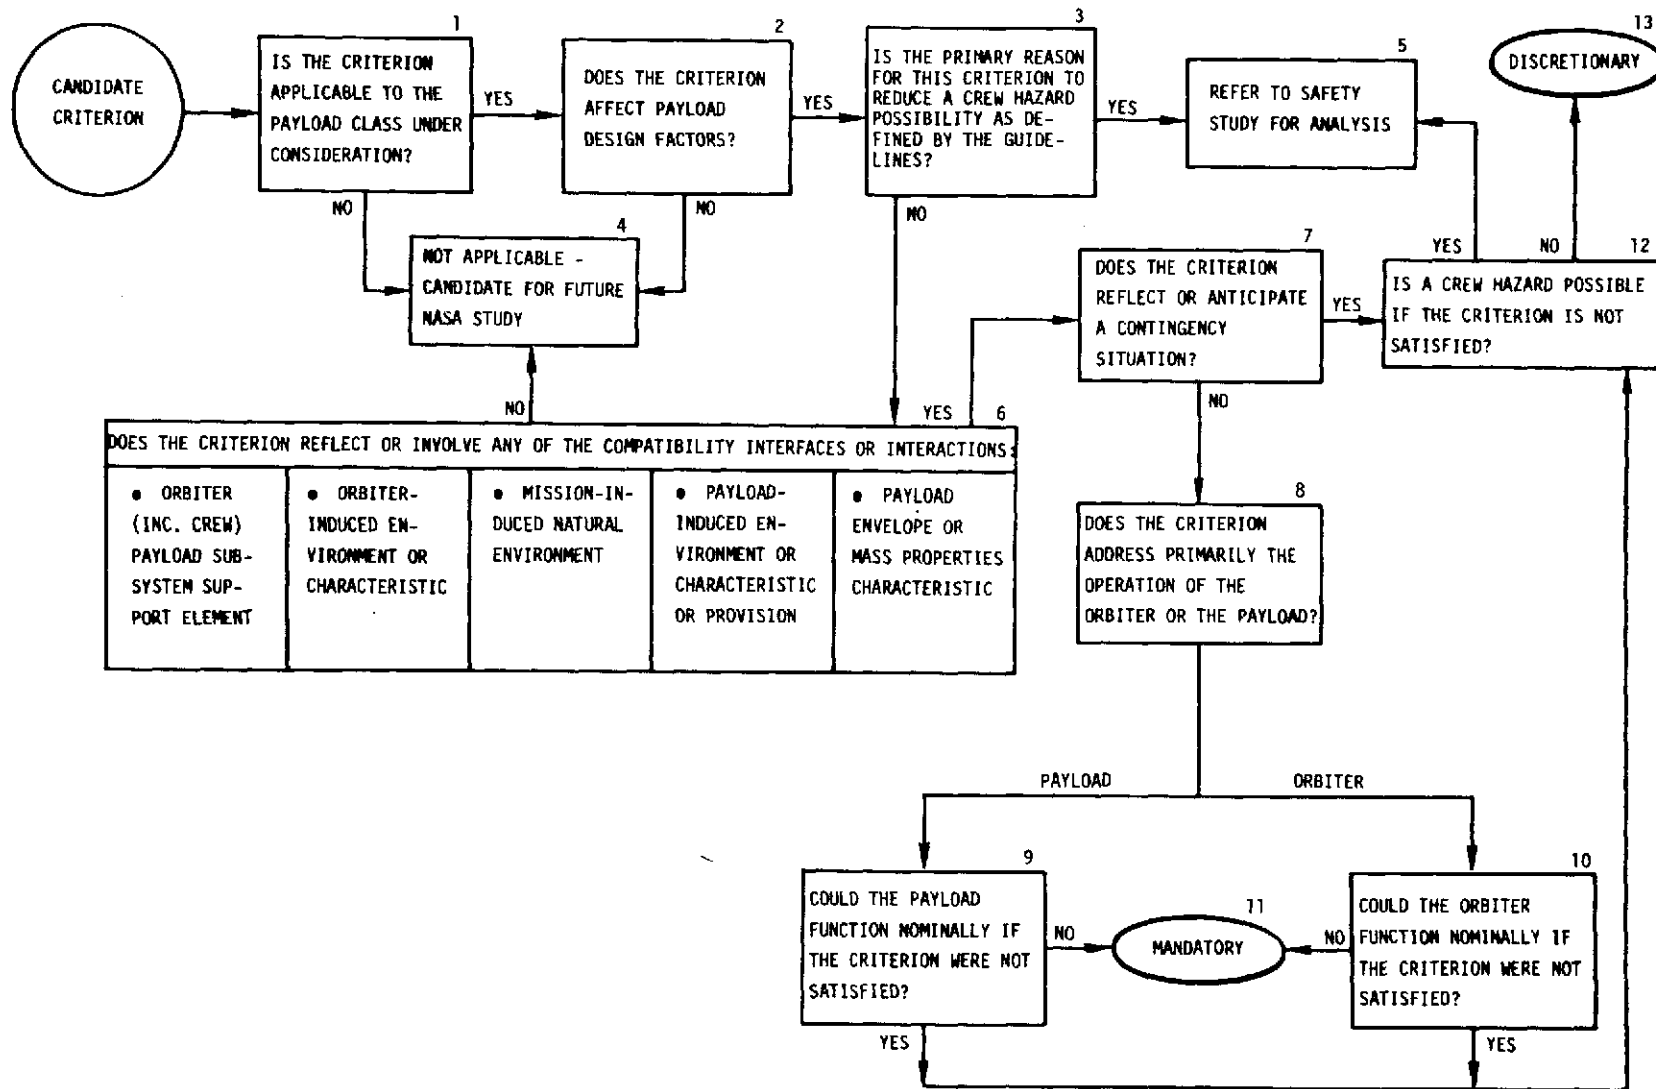 CANDIDATE
CRITERION
1
IS THE CRITERION
APPLICABLE TO THE
PAYLOAD CLASS UNDER
CONSIDERATION?
YES
NO
2
DOES THE CRITERION
AFFECT PAYLOAD
DESIGN FACTORS?
YES
NO
3
IS THE PRIMARY REASON
FOR THIS CRITERION TO
REDUCE A CREW HAZARD
POSSIBILITY AS DE-
FINED BY THE GUIDE-
LINES?
YES
NO
5
REFER TO SAFETY
STUDY FOR ANALYSIS
13
DISCRETIONARY
4
NOT APPLICABLE -
CANDIDATE FOR FUTURE
NASA STUDY
7
DOES THE CRITERION
REFLECT OR ANTICIPATE
A CONTINGENCY
SITUATION?
YES
NO
YES
NO
12
IS A CREW HAZARD POSSIBLE
IF THE CRITERION IS NOT
SATISFIED?
NO
YES
6
DOES THE CRITERION REFLECT OR INVOLVE ANY OF THE COMPATIBILITY INTERFACES OR INTERACTIONS:
• ORBITER
(INC. CREW)
PAYLOAD SUB-
SYSTEM SUP-
PORT ELEMENT
• ORBITER-
INDUCED EN-
VIRONMENT OR
CHARACTERISTIC
• MISSION-IN-
DUCED NATURAL
ENVIRONMENT
• PAYLOAD-
INDUCED EN-
VIRONMENT OR
CHARACTERISTIC
OR PROVISION
• PAYLOAD
ENVELOPE OR
MASS PROPERTIES
CHARACTERISTIC
8
DOES THE CRITERION
ADDRESS PRIMARILY THE
OPERATION OF THE
ORBITER OR THE PAYLOAD?
PAYLOAD
ORBITER
9
COULD THE PAYLOAD
FUNCTION NOMINALLY IF
THE CRITERION WERE NOT
SATISFIED?
NO
YES
11
MANDATORY
10
COULD THE ORBITER
FUNCTION NOMINALLY IF
THE CRITERION WERE NOT
SATISFIED?
NO
YES